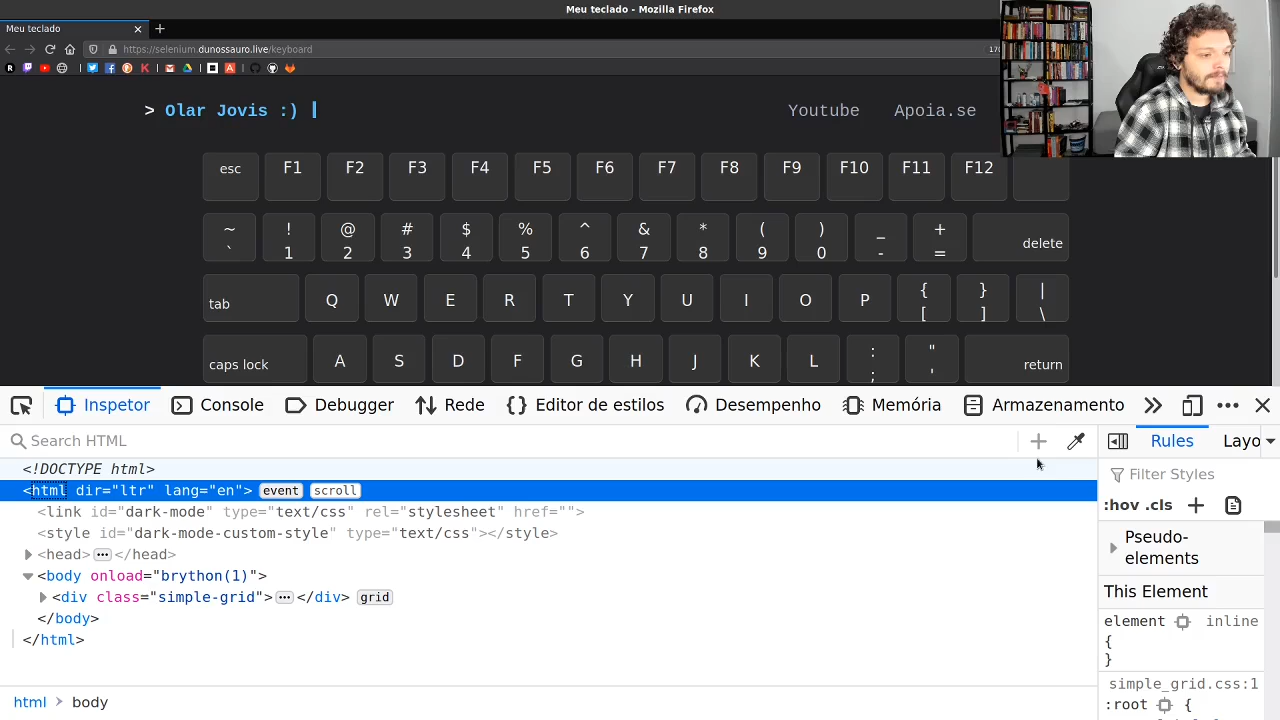 Meu teclado - Mozilla Firefox
Meu teclado
https://selenium.dunossauro.live/keyboard
170
> Olar Jovis :)
Youtube Apoia.se
esc F1 F2 F3 F4 F5 F6 F7 F8 F9 F10 F11 F12
~ ! @ # $ % ^ & * ( ) _ +
` 1 2 3 4 5 6 7 8 9 0 - = delete
tab Q W E R T Y U I O P { } |
[ ] \
caps lock A S D F G H J K L : " return
; '
Inspetor Console Debugger Rede Editor de estilos Desempenho Memória Armazenamento
Search HTML
Rules Layo
<!DOCTYPE html>
<html dir="ltr" lang="en"> event scroll
<link id="dark-mode" type="text/css" rel="stylesheet" href="">
<style id="dark-mode-custom-style" type="text/css"></style>
<head></head>
<body onload="brython(1)">
<div class="simple-grid"></div> grid
</body>
</html>
html > body
Filter Styles
:hov .cls +
Pseudo-
elements
This Element
element inline
{
}
simple_grid.css:1
:root {